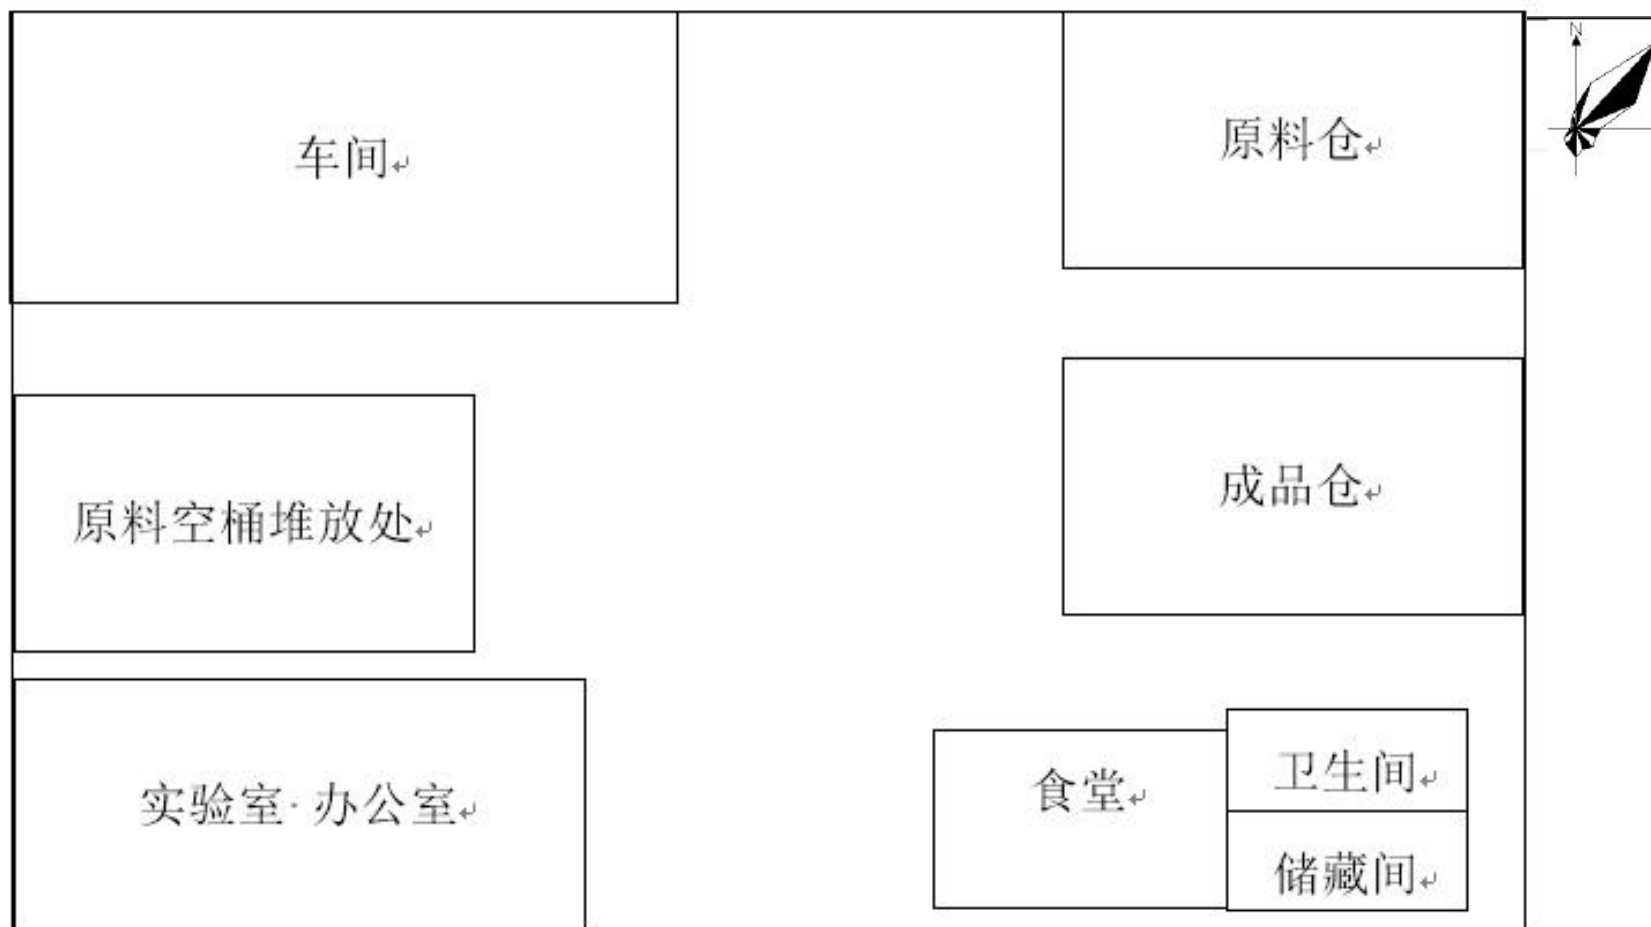 N
车间
原料仓
原料空桶堆放处
成品仓
实验室·办公室
食堂
卫生间
储藏间